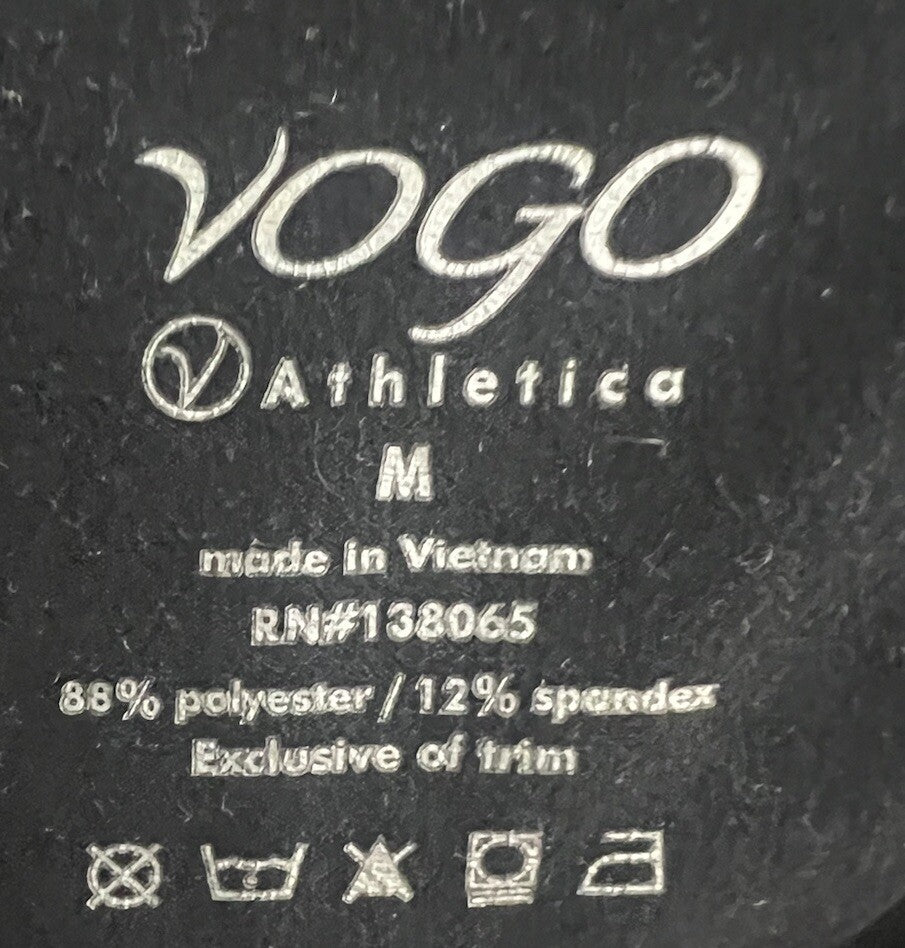 VOGO
V Athletica
M
made in Vietnam
RN#138065
88% polyester / 12% spandex
Exclusive of trim